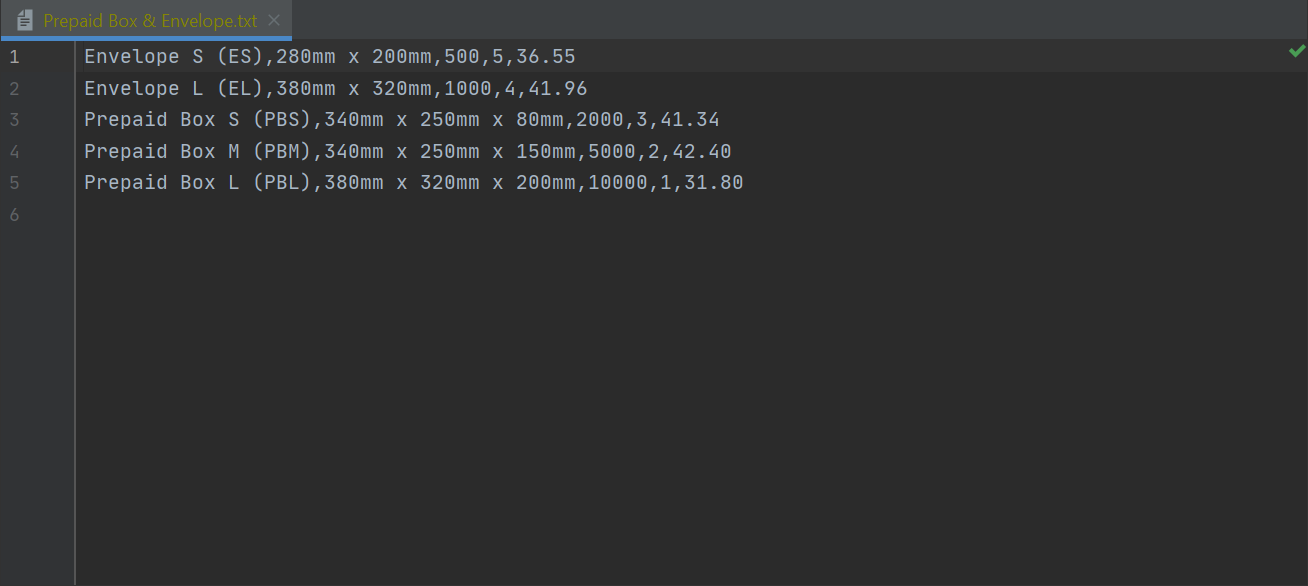 Prepaid Box & Envelope.txt
1 Envelope S (ES),280mm x 200mm,500,5,36.55
2 Envelope L (EL),380mm x 320mm,1000,4,41.96
3 Prepaid Box S (PBS),340mm x 250mm x 80mm,2000,3,41.34
4 Prepaid Box M (PBM),340mm x 250mm x 150mm,5000,2,42.40
5 Prepaid Box L (PBL),380mm x 320mm x 200mm,10000,1,31.80
6